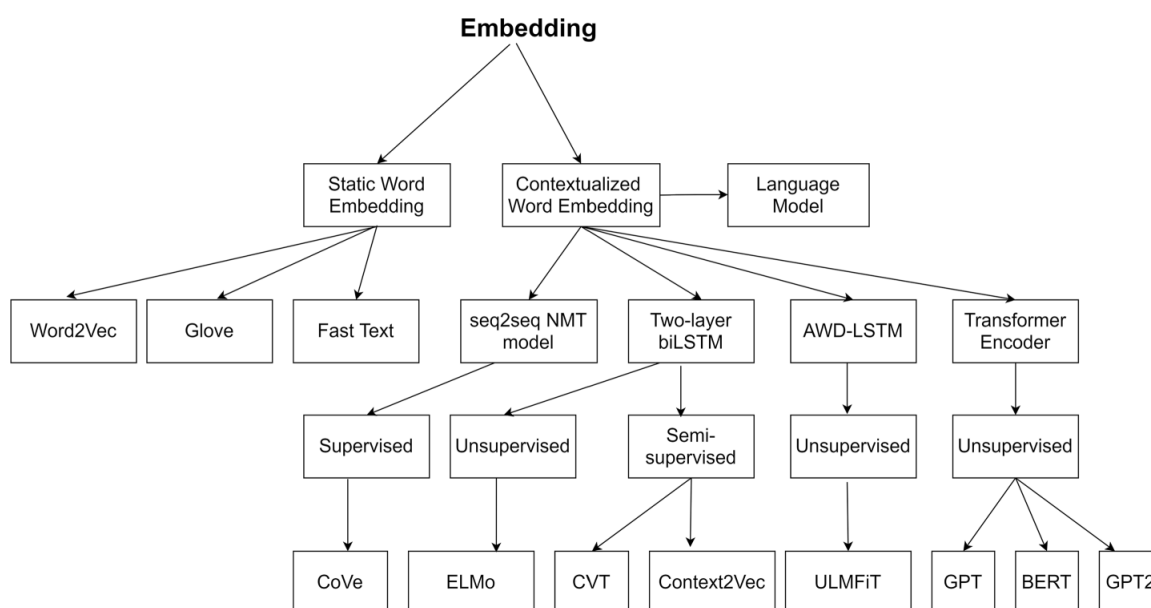 Embedding
Static Word
Embedding
Contextualized
Word Embedding
Language
Model
Word2Vec
Glove
Fast Text
seq2seq NMT
model
Two-layer
biLSTM
AWD-LSTM
Transformer
Encoder
Supervised
Unsupervised
Semi-
supervised
Unsupervised
Unsupervised
CoVe
ELMo
CVT
Context2Vec
ULMFiT
GPT
BERT
GPT2